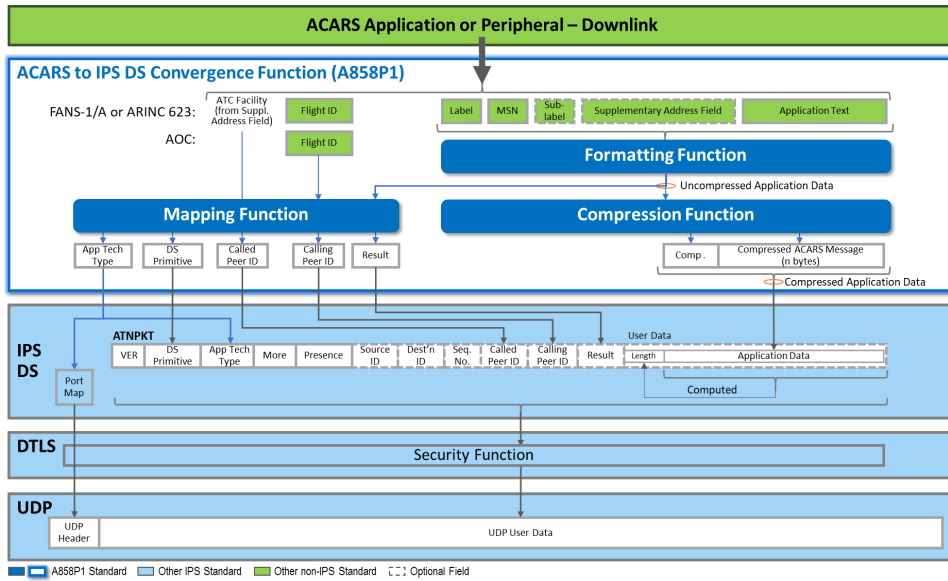 ACARS Application or Peripheral – Downlink
ACARS to IPS DS Convergence Function (A858P1)
FANS-1/A or ARINC 623:
ATC Facility
(from Suppl.
Address Field)
Flight ID
Label
MSN
Sub-
label
Supplementary Address Field
Application Text
AOC:
Flight ID
Formatting Function
Uncompressed Application Data
Mapping Function
Compression Function
App Tech
Type
DS
Primitive
Called
Peer ID
Calling
Peer ID
Result
Comp .
Compressed ACARS Message
(n bytes)
Compressed Application Data
IPS
DS
ATNPKT
User Data
VER
DS
Primitive
App Tech
Type
More
Presence
Source
ID
Dest'n
ID
Seq.
No.
Called
Peer ID
Calling
Peer ID
Result
Length
Application Data
Port
Map
Computed
DTLS
Security Function
UDP
UDP
Header
UDP User Data
A858P1 Standard
Other IPS Standard
Other non-IPS Standard
Optional Field